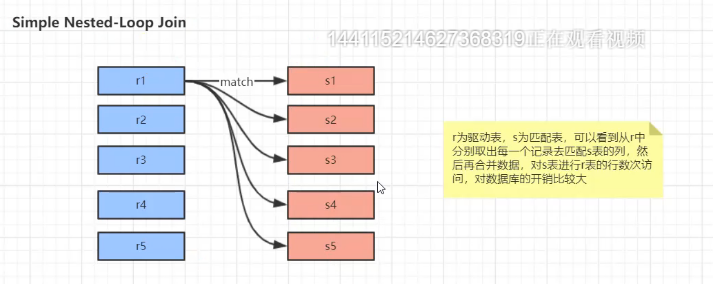 Simple Nested-Loop Join
144115214627368319正在观看视频
r1
match
s1
r2
s2
r3
s3
r4
s4
r5
s5
r为驱动表，s为匹配表，可以看到从r中
分别取出每一个记录去匹配s表的列，然
后再合并数据，对s表进行r表的行数次访
问，对数据库的开销比较大